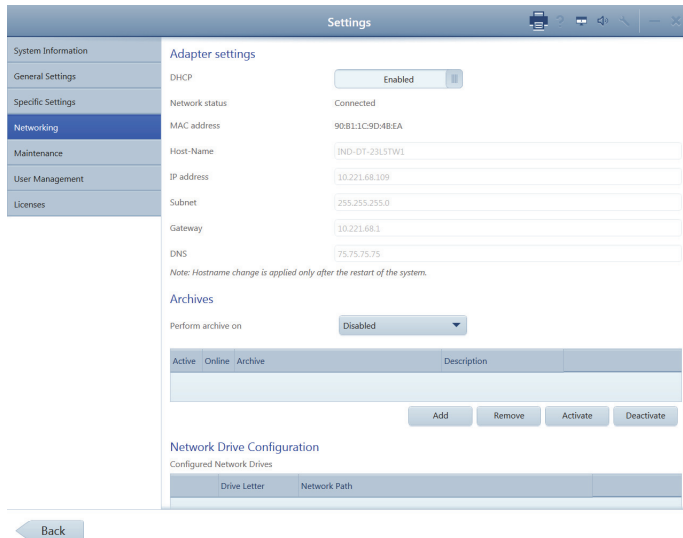 Settings
System Information
General Settings
Specific Settings
Networking
Maintenance
User Management
Licenses
Adapter settings
DHCP Enabled
Network status Connected
MAC address 90:B1:1C:9D:4B:EA
Host-Name IND-DT-23L5TW1
IP address 10.221.68.109
Subnet 255.255.255.0
Gateway 10.221.68.1
DNS 75.75.75.75
Note: Hostname change is applied only after the restart of the system.
Archives
Perform archive on Disabled
Active Online Archive Description
Add Remove Activate Deactivate
Network Drive Configuration
Configured Network Drives
Drive Letter Network Path
Back